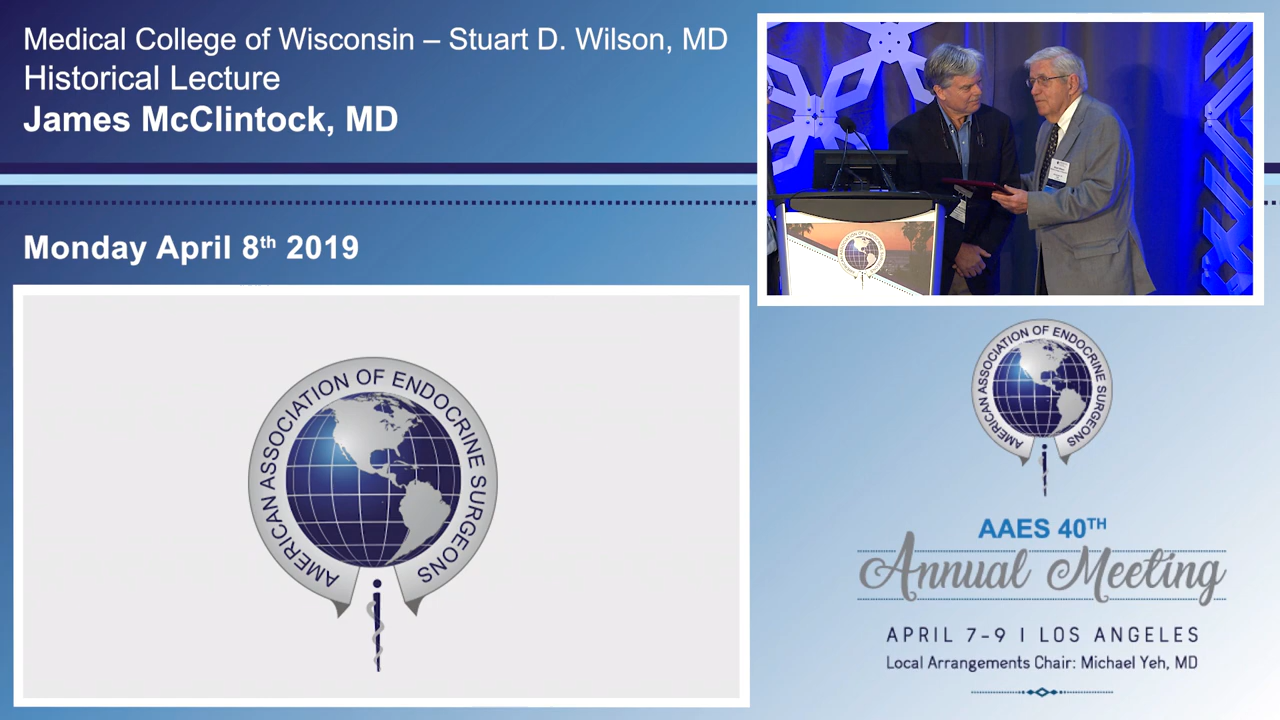 Medical College of Wisconsin – Stuart D. Wilson, MD
Historical Lecture
James McClintock, MD
Monday April 8th 2019
AMERICAN ASSOCIATION OF ENDOCRINE SURGEONS
AMERICAN ASSOCIATION OF ENDOCRINE SURGEONS
AAES 40TH
Annual Meeting
APRIL 7-9 | LOS ANGELES
Local Arrangements Chair: Michael Yeh, MD